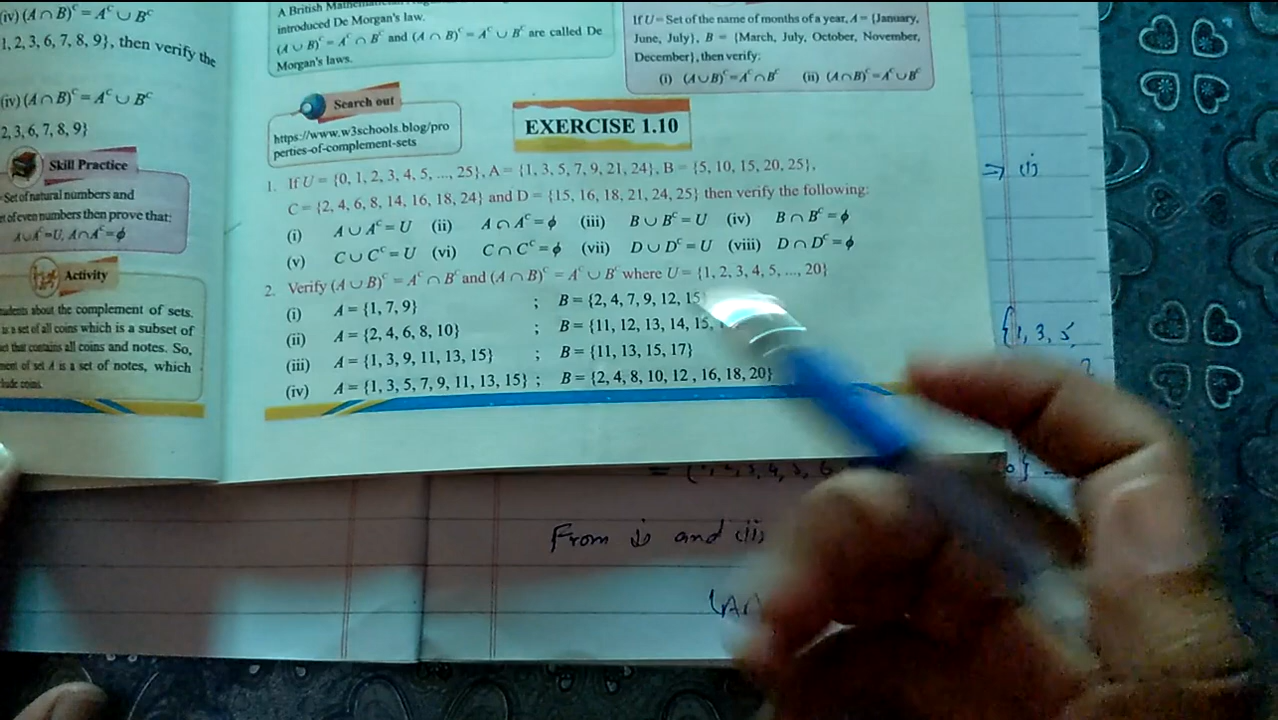 (iv) (A ∩ B)ᶜ = Aᶜ ∪ Bᶜ
1, 2, 3, 6, 7, 8, 9}, then verify the
(iv) (A ∩ B)ᶜ = Aᶜ ∪ Bᶜ
2, 3, 6, 7, 8, 9}
Skill Practice
Set of natural numbers and
of even numbers then prove that:
A∪Aᶜ=U, A∩Aᶜ=ϕ
Activity
about the complement of sets.
is a set of all coins which is a subset of
that contains all coins and notes. So,
of set A is a set of notes, which
coins.
A British
introduced De Morgan's law.
(A ∪ B)ᶜ = Aᶜ ∩ Bᶜ and (A ∩ B)ᶜ = Aᶜ ∪ Bᶜ are called De
Morgan's laws.
If U = Set of the name of months of a year, A = {January,
June, July}, B = {March, July, October, November,
December}, then verify:
(i) (A∪B)ᶜ=Aᶜ∩Bᶜ (ii) (A∩B)ᶜ=Aᶜ∪Bᶜ
Search out
https://www.w3schools.blog/pro
perties-of-complement-sets
EXERCISE 1.10
1. If U = {0, 1, 2, 3, 4, 5, ..., 25}, A = {1, 3, 5, 7, 9, 21, 24}, B = {5, 10, 15, 20, 25},
C = {2, 4, 6, 8, 14, 16, 18, 24} and D = {15, 16, 18, 21, 24, 25} then verify the following:
(i) A ∪ Aᶜ = U (ii) A ∩ Aᶜ = ϕ (iii) B ∪ Bᶜ = U (iv) B ∩ Bᶜ = ϕ
(v) C ∪ Cᶜ = U (vi) C ∩ Cᶜ = ϕ (vii) D ∪ Dᶜ = U (viii) D ∩ Dᶜ = ϕ
2. Verify (A ∪ B)ᶜ = Aᶜ ∩ Bᶜ and (A ∩ B)ᶜ = Aᶜ ∪ Bᶜ where U = {1, 2, 3, 4, 5, ..., 20}
(i) A = {1, 7, 9} ; B = {2, 4, 7, 9, 12, 15
(ii) A = {2, 4, 6, 8, 10} ; B = {11, 12, 13, 14, 15,
(iii) A = {1, 3, 9, 11, 13, 15} ; B = {11, 13, 15, 17}
(iv) A = {1, 3, 5, 7, 9, 11, 13, 15} ; B = {2, 4, 8, 10, 12 , 16, 18, 20}
⇒ (i)
{1, 3, 5,
From (i) and (ii)